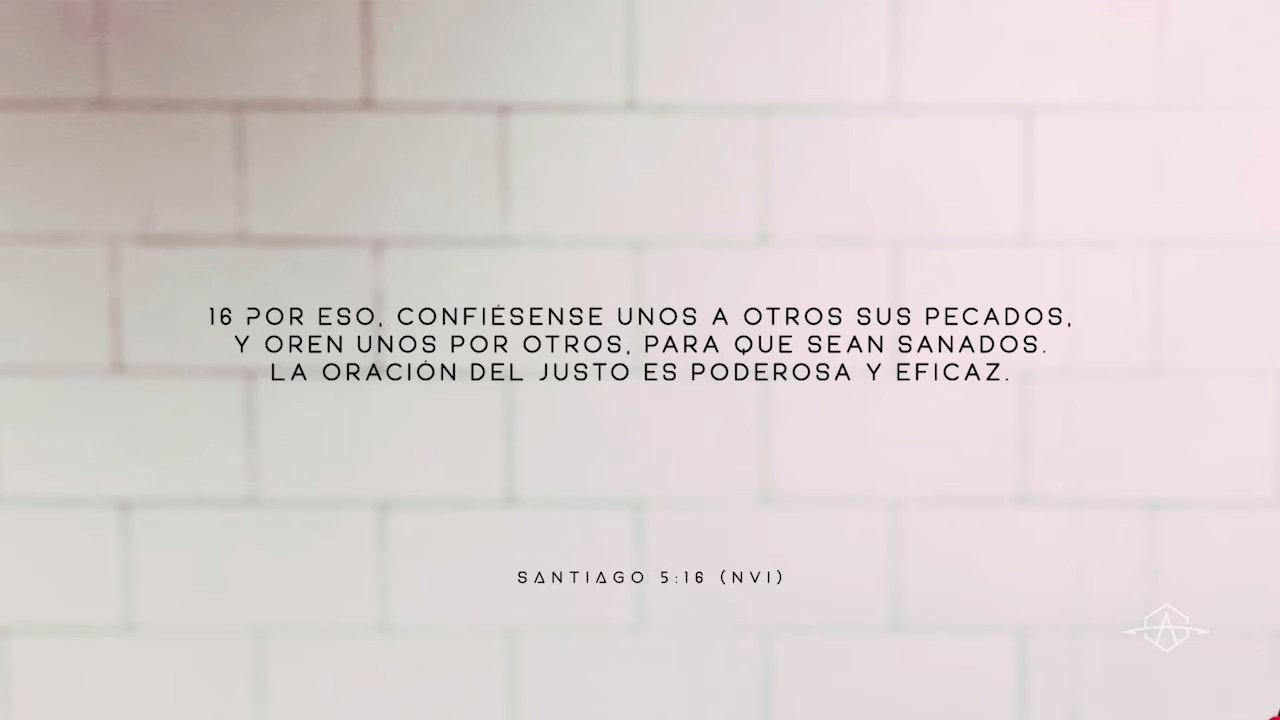 16 POR ESO, CONFIÉSENSE UNOS A OTROS SUS PECADOS,
Y OREN UNOS POR OTROS, PARA QUE SEAN SANADOS.
LA ORACIÓN DEL JUSTO ES PODEROSA Y EFICAZ.
SANTIAGO 5:16 (NVI)